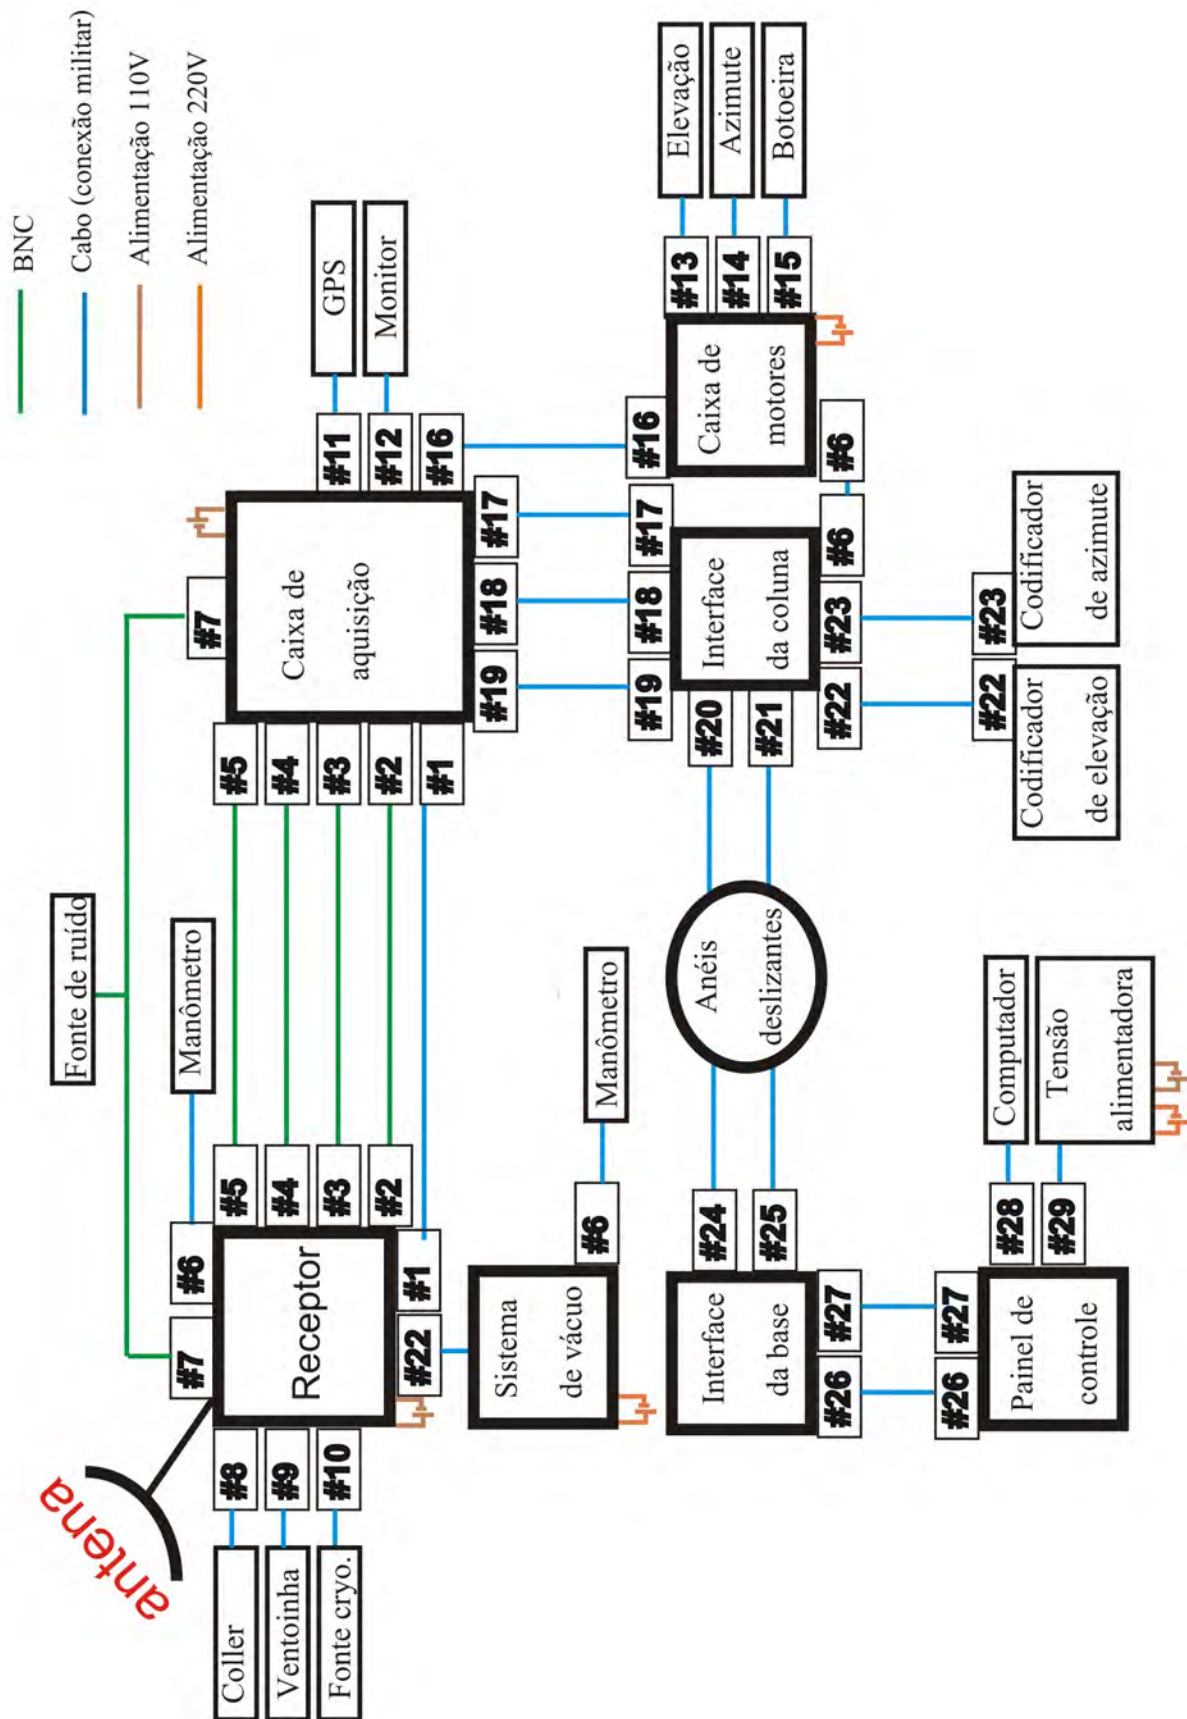 BNC
Cabo (conexão militar)
Alimentação 110V
Alimentação 220V
Fonte de ruído
antena
#7
#6
Manômetro
#7
Coller
#8
Ventoinha
#9
Fonte cryo.
#10
Receptor
#5
#4
#3
#2
#22
#1
#5
#4
#3
#2
#1
Caixa de
aquisição
#11
GPS
#12
Monitor
#16
#19
#18
#17
Sistema
de vácuo
#6
Manômetro
Interface
da base
#24
#25
#26
#27
Anéis
deslizantes
#20
#21
#19
#18
#17
Interface
da coluna
#22
#23
#6
#16
Caixa de
motores
#6
#13
Elevação
#14
Azimute
#15
Botoeira
#26
#27
Painel de
controle
#28
Computador
#29
Tensão
alimentadora
#22
Codificador
de elevação
#23
Codificador
de azimute